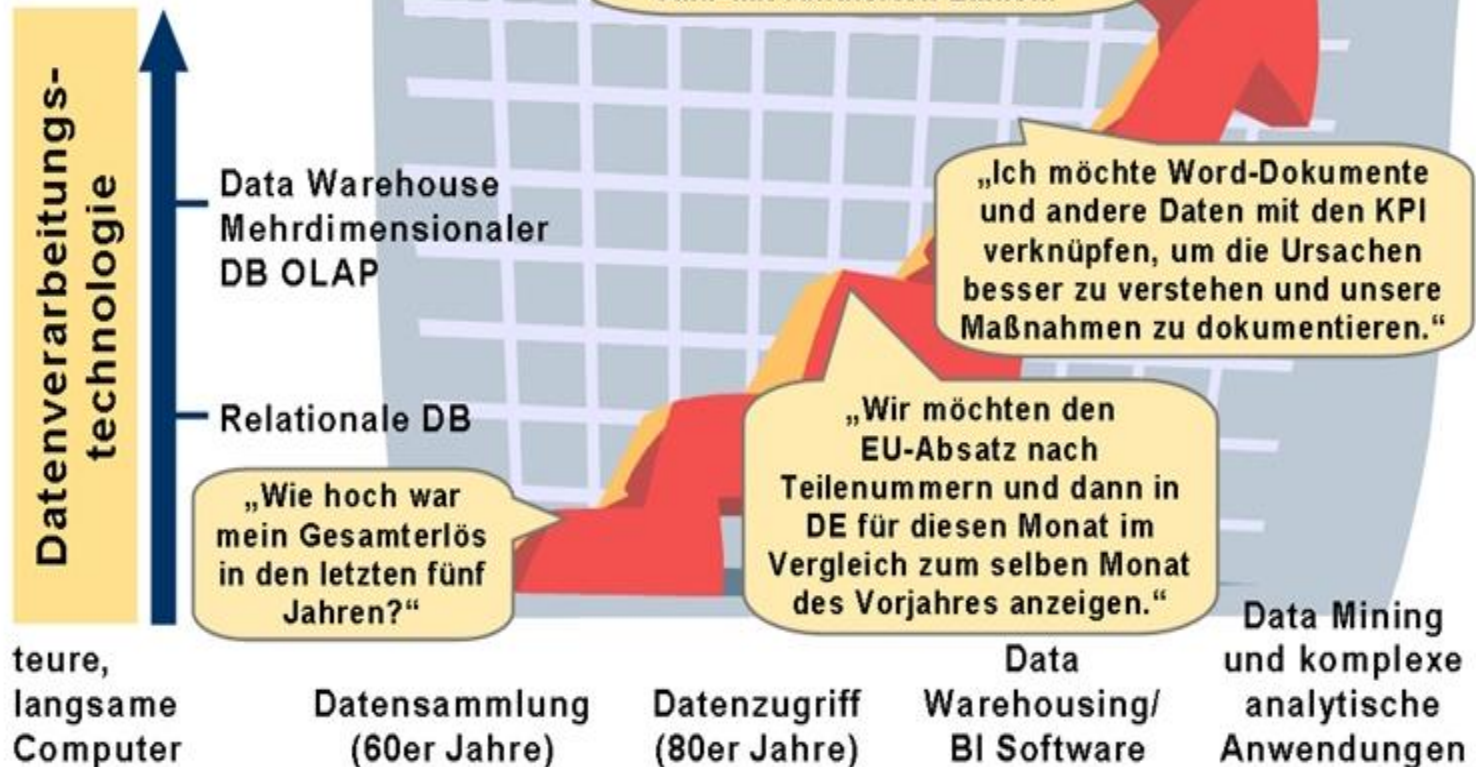 Datenverarbeitungs-
technologie
Data Warehouse
Mehrdimensionaler
DB OLAP
Relationale DB
„Ich möchte Word-Dokumente
und andere Daten mit den KPI
verknüpfen, um die Ursachen
besser zu verstehen und unsere
Maßnahmen zu dokumentieren.“
„Wir möchten den
EU-Absatz nach
Teilenummern und dann in
DE für diesen Monat im
Vergleich zum selben Monat
des Vorjahres anzeigen.“
„Wie hoch war
mein Gesamterlös
in den letzten fünf
Jahren?“
teure,
langsame
Computer
Datensammlung
(60er Jahre)
Datenzugriff
(80er Jahre)
Data
Warehousing/
BI Software
Data Mining
und komplexe
analytische
Anwendungen